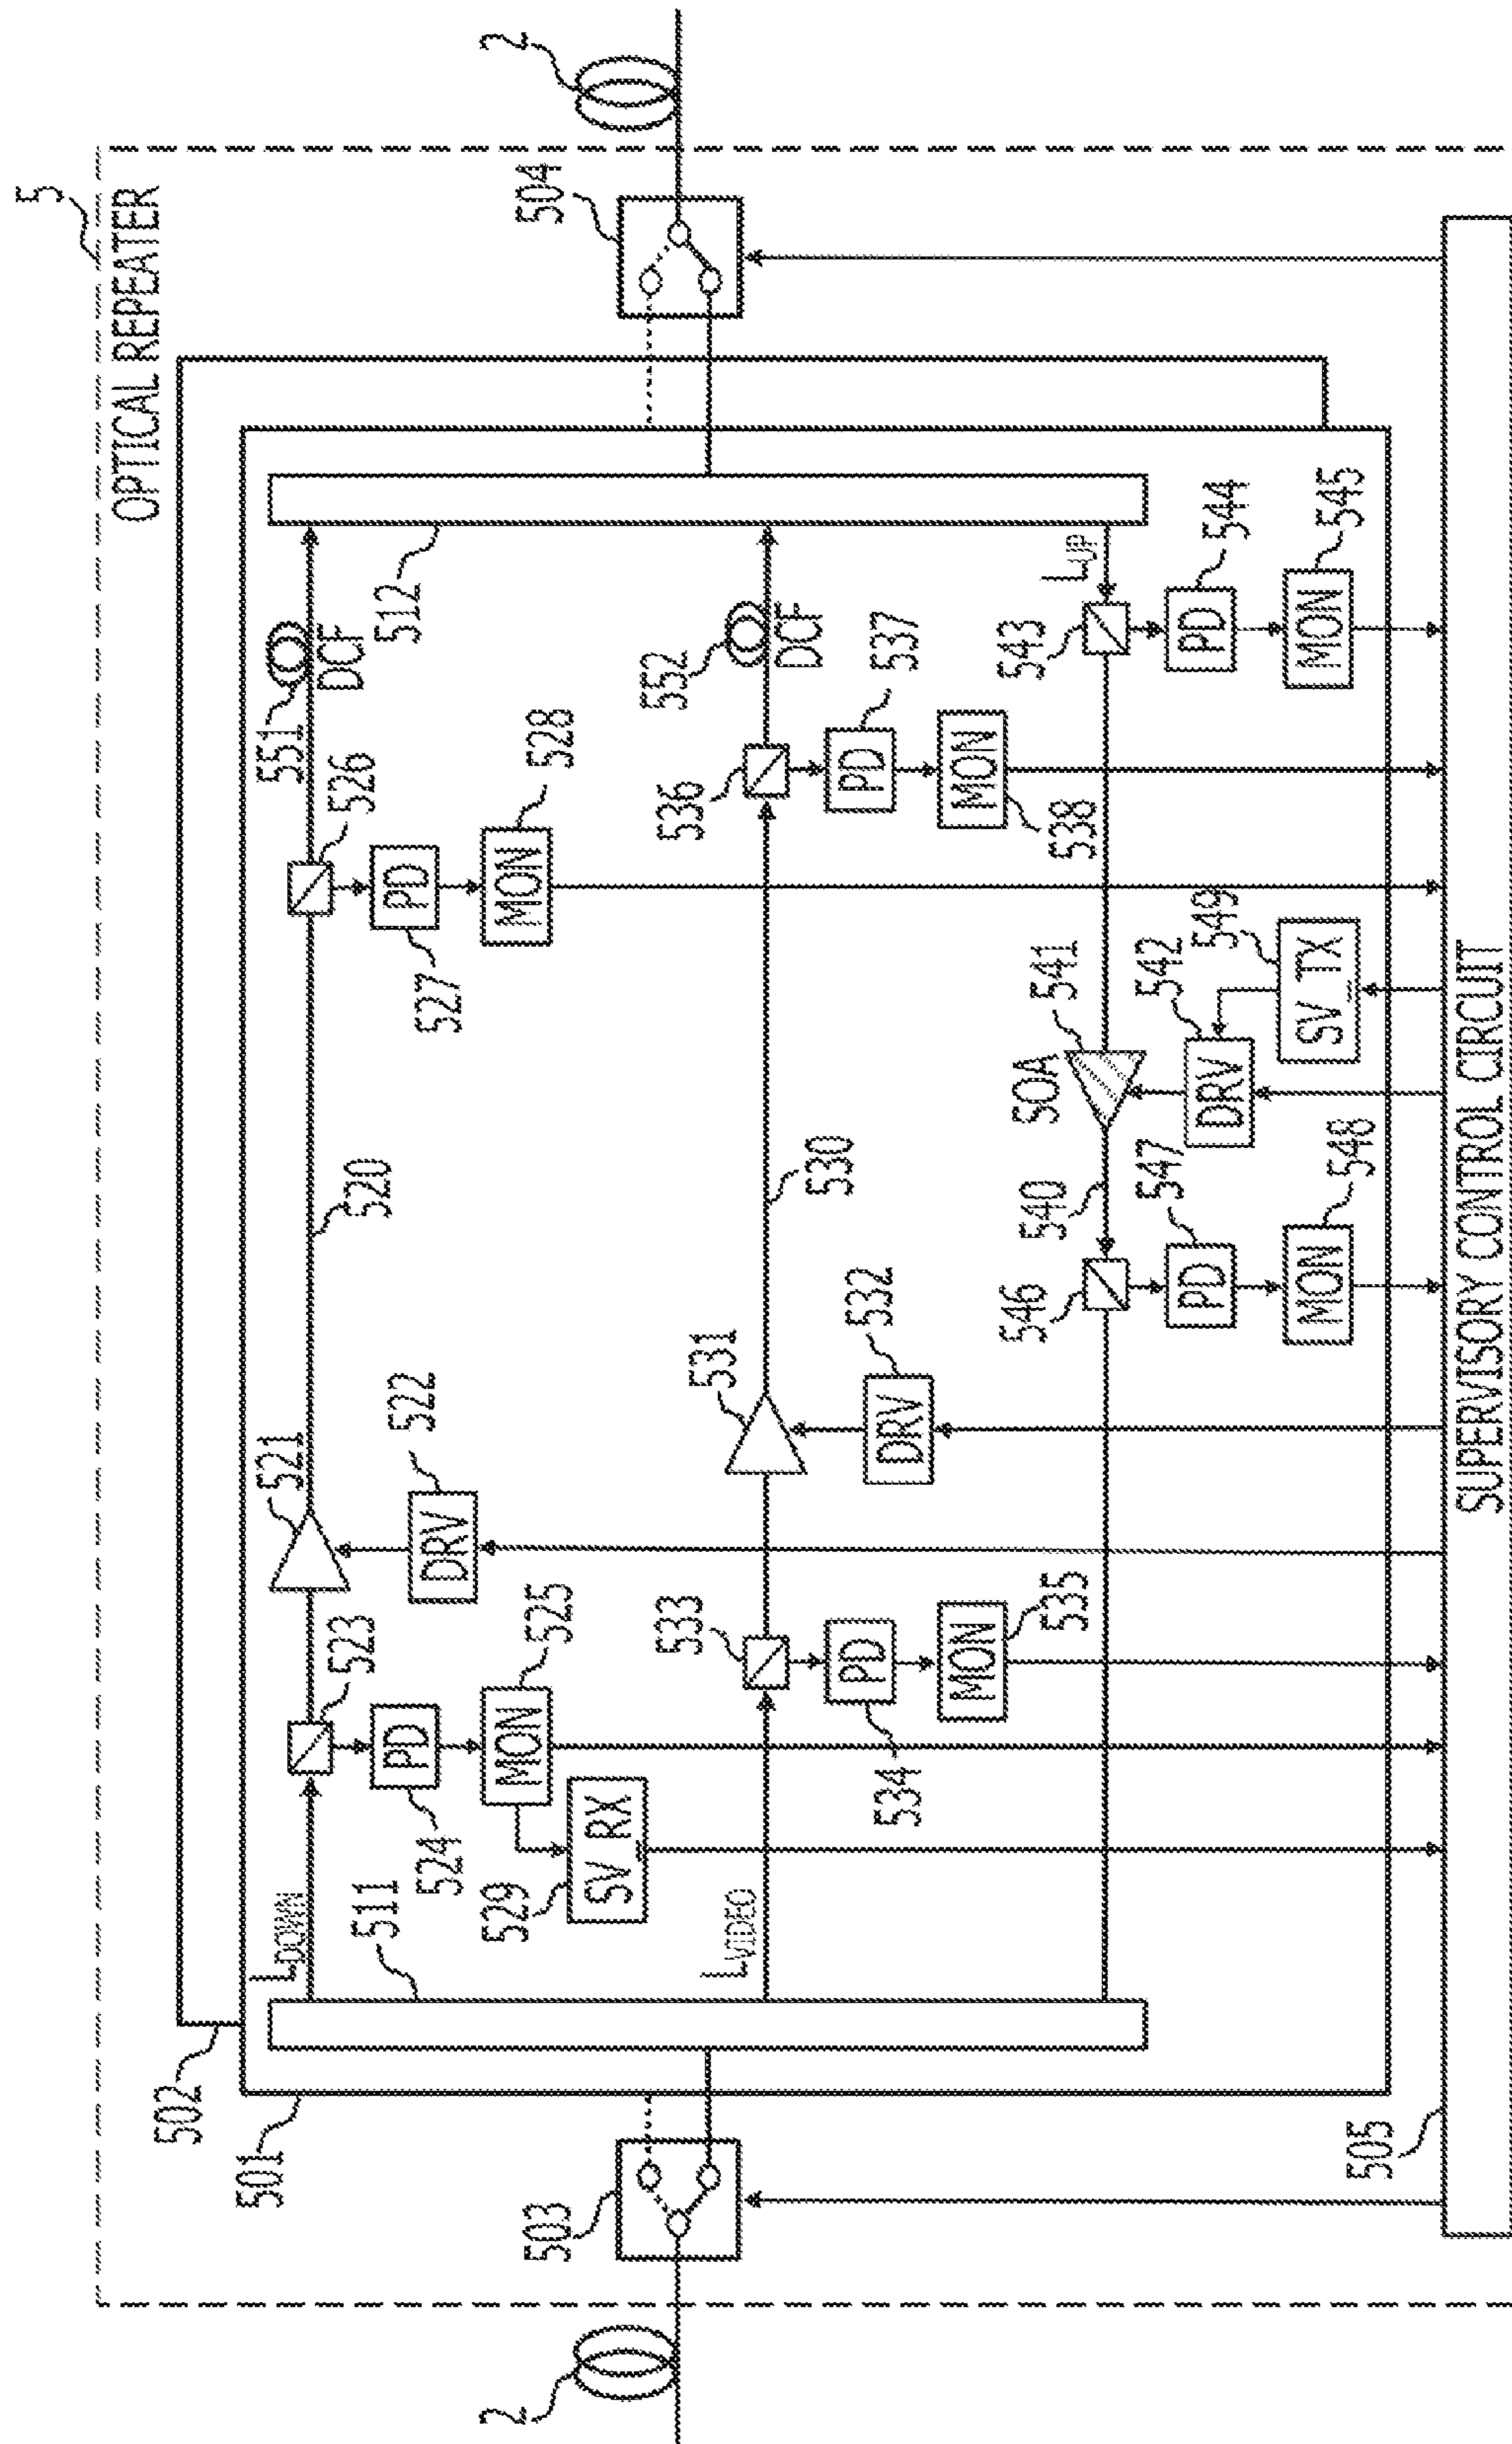 5
OPTICAL REPEATER
2
2
502
501
503
504
511
512
L_DOWN
523
521
520
526
551
DCF
524
PD
525
MON
522
DRV
527
PD
528
MON
529
SV_RX
L_VIDEO
533
531
530
536
552
DCF
534
PD
535
MON
532
DRV
537
PD
538
MON
546
540
SOA
541
543
L_UP
547
PD
548
MON
542
DRV
549
SV_TX
544
PD
545
MON
505
SUPERVISORY CONTROL CIRCUIT